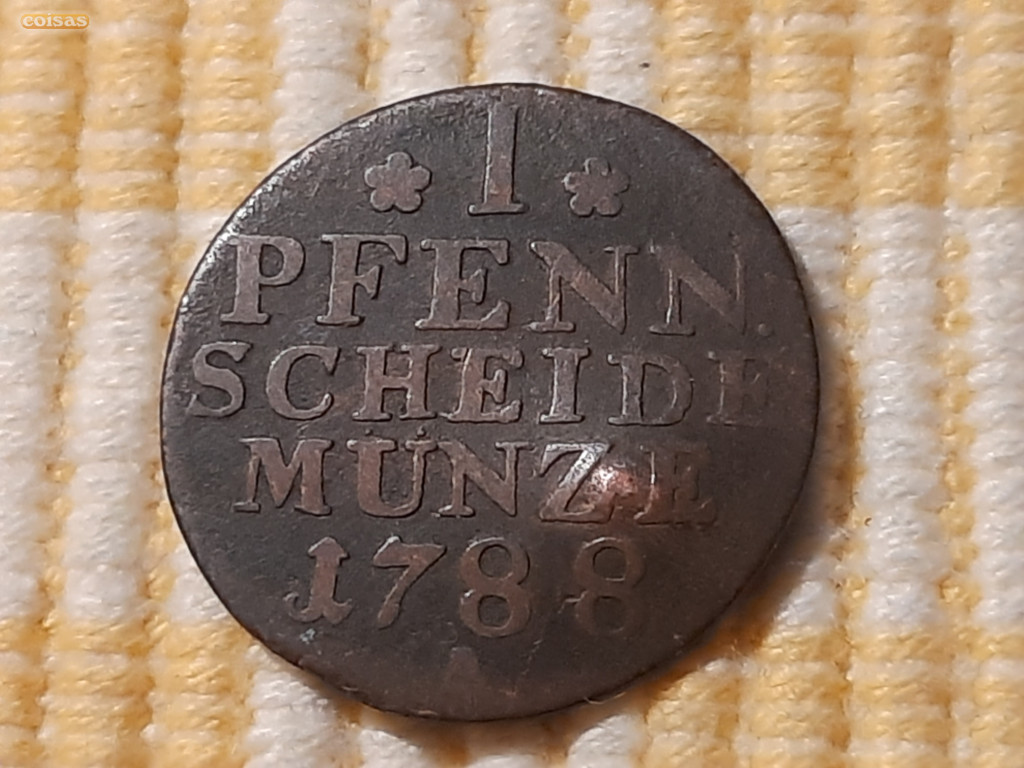 coisas
1
PFENN.
SCHEIDE
MÜNZE
1788
A